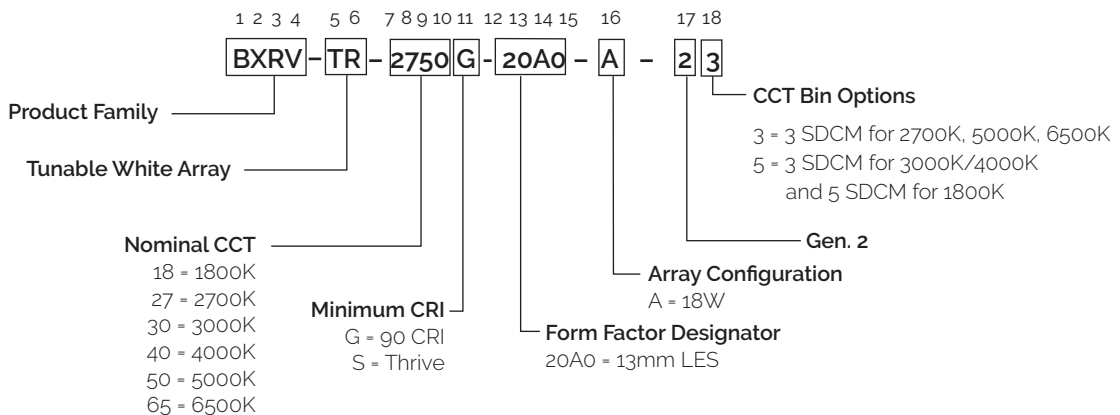 1 2 3 4 5 6 7 8 9 10 11 12 13 14 15 16 17 18
BXRV – TR – 2750 G - 20A0 – A – 2 3
Product Family
Tunable White Array
Nominal CCT
18 = 1800K
27 = 2700K
30 = 3000K
40 = 4000K
50 = 5000K
65 = 6500K
Minimum CRI
G = 90 CRI
S = Thrive
Form Factor Designator
20A0 = 13mm LES
Array Configuration
A = 18W
Gen. 2
CCT Bin Options
3 = 3 SDCM for 2700K, 5000K, 6500K
5 = 3 SDCM for 3000K/4000K
and 5 SDCM for 1800K